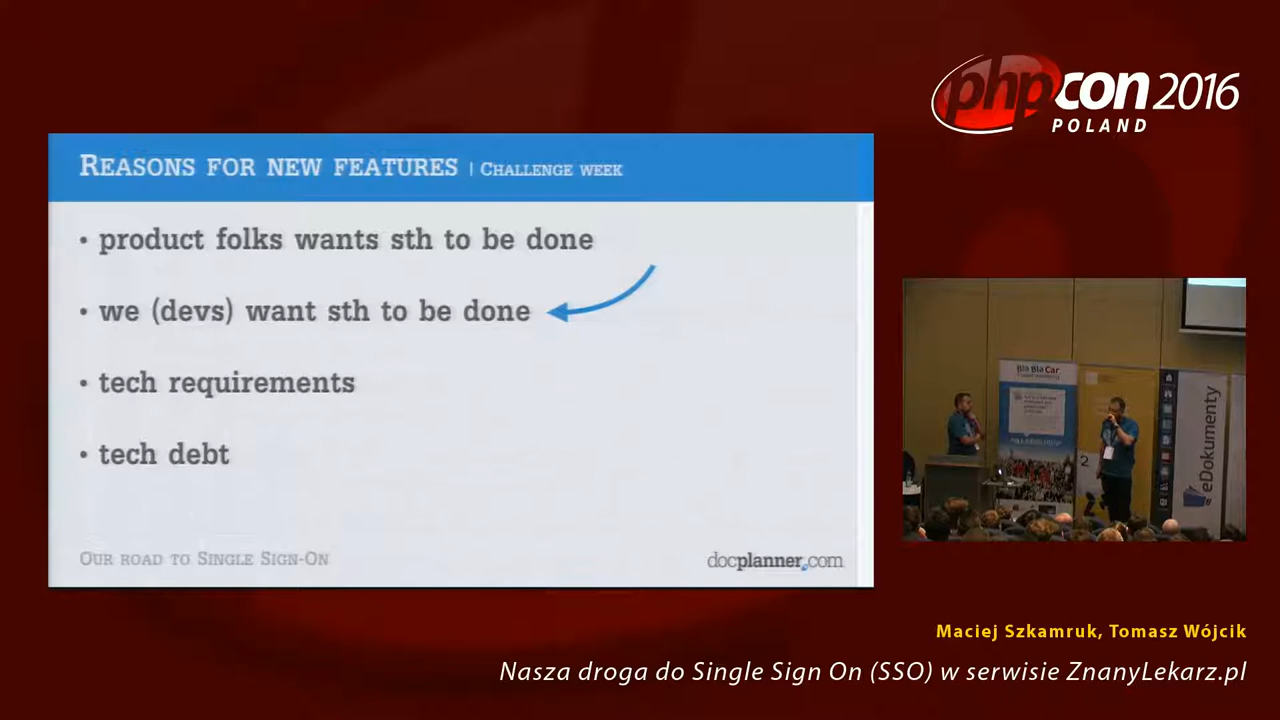 phpcon 2016
POLAND
Reasons for new features | Challenge week
• product folks wants sth to be done
• we (devs) want sth to be done
• tech requirements
• tech debt
Our road to Single Sign-On
docplanner.com
Bla Bla Car
2
eDokumenty
Maciej Szkamruk, Tomasz Wójcik
Nasza droga do Single Sign On (SSO) w serwisie ZnanyLekarz.pl